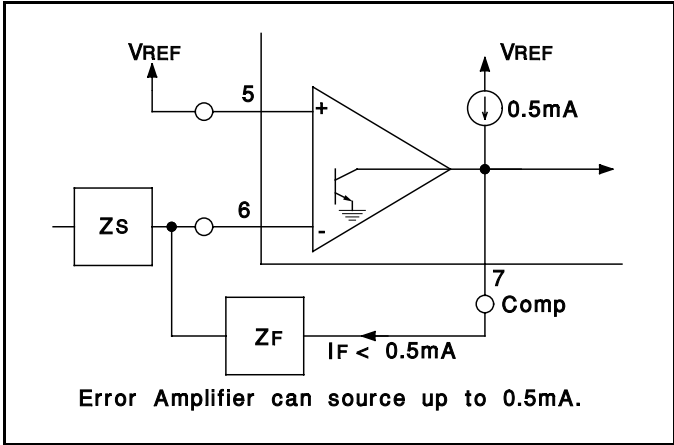 VREF
VREF
5
+
0.5mA
6
ZS
-
7
Comp
ZF
IF < 0.5mA
Error Amplifier can source up to 0.5mA.